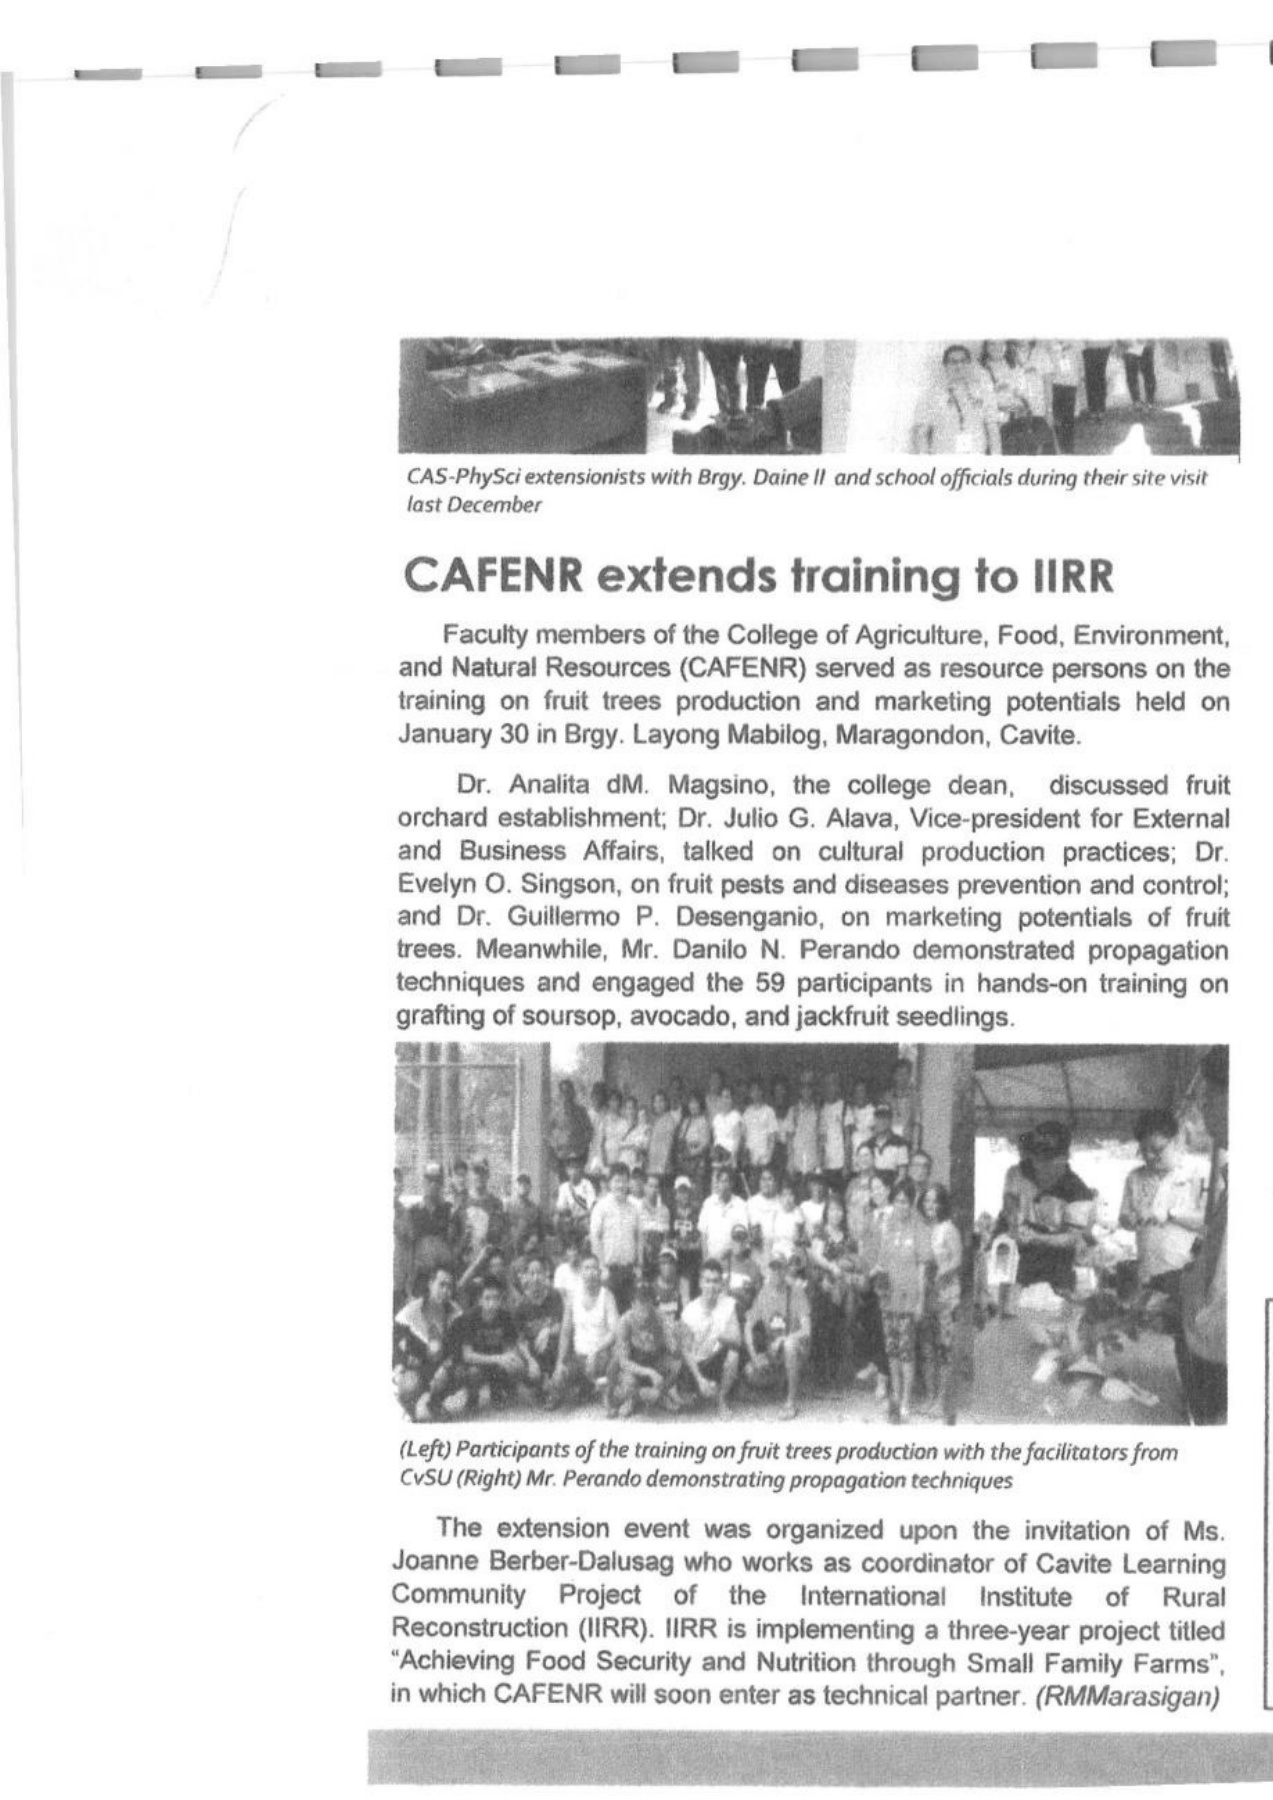 CAS-PhySci extensionists with Brgy. Daine II and school officials during their site visit
last December
CAFENR extends training to IIRR
Faculty members of the College of Agriculture, Food, Environment,
and Natural Resources (CAFENR) served as resource persons on the
training on fruit trees production and marketing potentials held on
January 30 in Brgy. Layong Mabilog, Maragondon, Cavite.
Dr. Analita dM. Magsino, the college dean, discussed fruit
orchard establishment; Dr. Julio G. Alava, Vice-president for External
and Business Affairs, talked on cultural production practices; Dr.
Evelyn O. Singson, on fruit pests and diseases prevention and control;
and Dr. Guillermo P. Desenganio, on marketing potentials of fruit
trees. Meanwhile, Mr. Danilo N. Perando demonstrated propagation
techniques and engaged the 59 participants in hands-on training on
grafting of soursop, avocado, and jackfruit seedlings.
(Left) Participants of the training on fruit trees production with the facilitators from
CvSU (Right) Mr. Perando demonstrating propagation techniques
The extension event was organized upon the invitation of Ms.
Joanne Berber-Dalusag who works as coordinator of Cavite Learning
Community Project of the International Institute of Rural
Reconstruction (IIRR). IIRR is implementing a three-year project titled
“Achieving Food Security and Nutrition through Small Family Farms”,
in which CAFENR will soon enter as technical partner. (RMMarasigan)